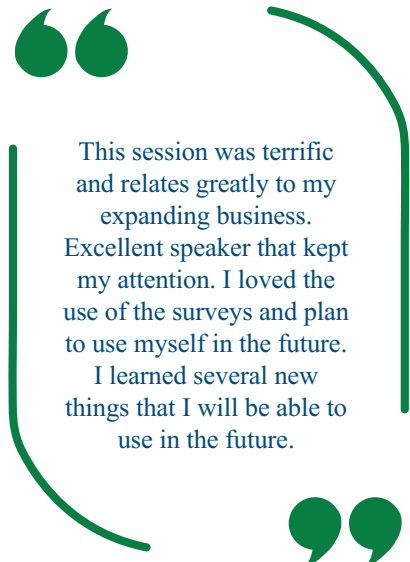 This session was terrific
and relates greatly to my
expanding business.
Excellent speaker that kept
my attention. I loved the
use of the surveys and plan
to use myself in the future.
I learned several new
things that I will be able to
use in the future.